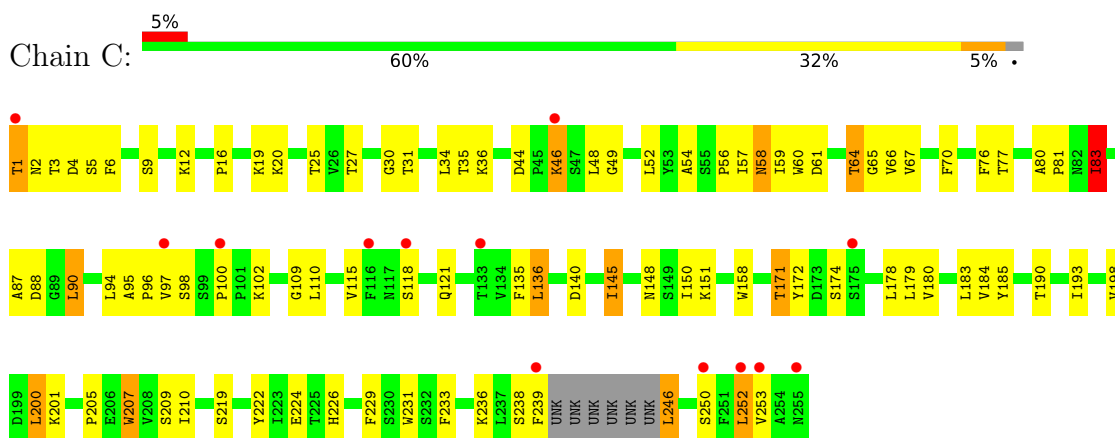 5%
Chain C:
60% 32% 5% •
T1 N2 T3 D4 S5 F6 S9 K12 P16 K19 K20 T25 V26 T27 G30 T31 L34 T35 K36 D44 P45 K46 S47 L48 G49 L52 Y53 A54 S55 P56 I57 N58 I59 W60 D61 T64 G65 V66 V67 F70 F76 T77 A80 P81 N82 I83
A87 D88 G89 L90 L94 A95 P96 V97 S98 S99 P100 P101 K102 G109 L110 V115 F116 N117 S118 Q121 T133 V134 F135 L136 D140 I145 N148 S149 I150 K151 W158 T171 Y172 D173 S174 S175 L178 L179 V180 L183 V184 Y185 T190 I193 V198
D199 L200 K201 P205 E206 W207 V208 S209 I210 S219 Y222 I223 E224 T225 H226 F229 S230 W231 S232 F233 K236 L237 S238 F239 UNK UNK UNK UNK UNK UNK L246 S250 F251 L252 V253 A254 N255